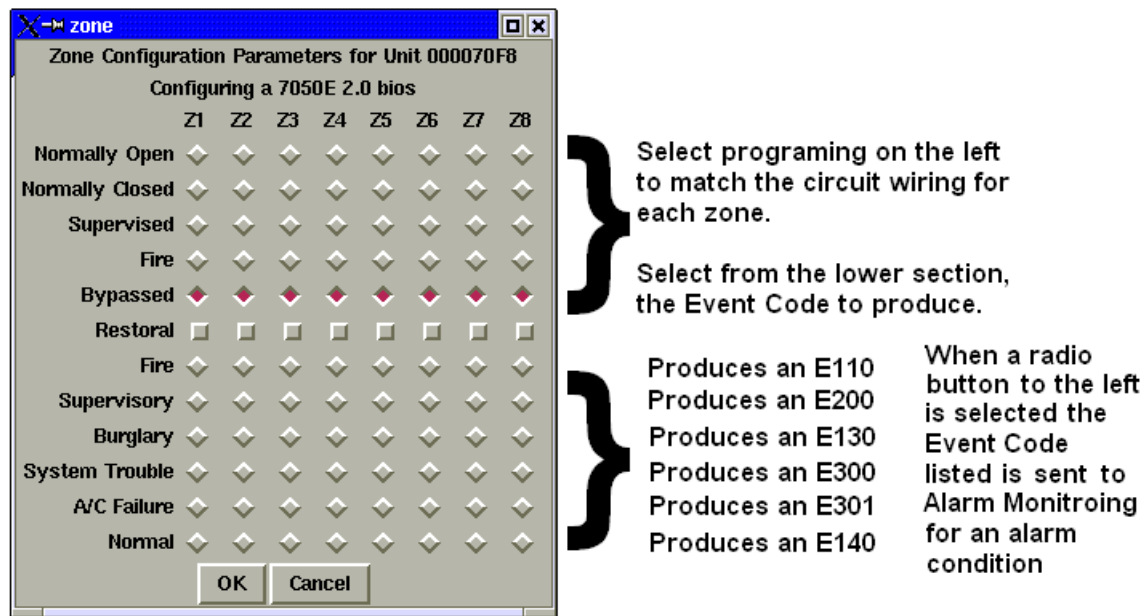 zone
Zone Configuration Parameters for Unit 000070F8
Configuring a 7050E 2.0 bios
Z1 Z2 Z3 Z4 Z5 Z6 Z7 Z8
Normally Open
Normally Closed
Supervised
Fire
Bypassed
Restoral
Fire
Supervisory
Burglary
System Trouble
A/C Failure
Normal
OK Cancel
Select programing on the left
to match the circuit wiring for
each zone.
Select from the lower section,
the Event Code to produce.
Produces an E110
Produces an E200
Produces an E130
Produces an E300
Produces an E301
Produces an E140
When a radio
button to the left
is selected the
Event Code
listed is sent to
Alarm Monitroing
for an alarm
condition